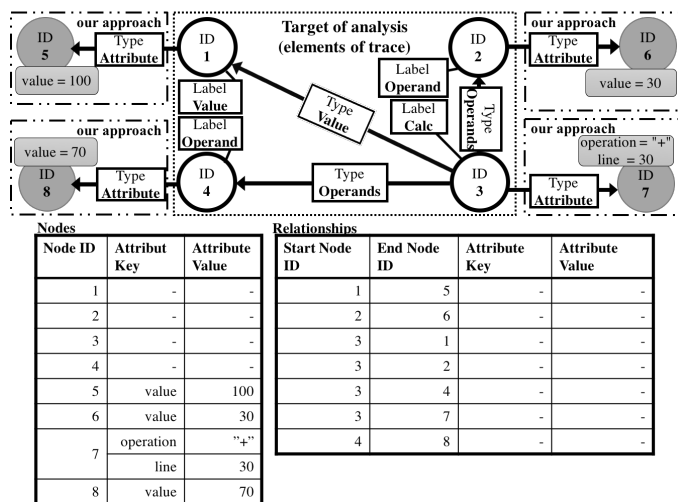 our approach
ID
5
value = 100
Type
Attribute
ID
1
Target of analysis
(elements of trace)
ID
2
Type
Attribute
our approach
ID
6
value = 30
Label
Value
Label
Operand
Type
Value
Label
Operand
Label
Calc
Type
Operands
our approach
value = 70
ID
8
Type
Attribute
ID
4
Type
Operands
ID
3
Type
Attribute
our approach
operation = "+"
line = 30
ID
7
Nodes
Node ID Attribut Key Attribute Value
1 - -
2 - -
3 - -
4 - -
5 value 100
6 value 30
7 operation ”+”
line 30
8 value 70
Relationships
Start Node ID End Node ID Attribute Key Attribute Value
1 5 - -
2 6 - -
3 1 - -
3 2 - -
3 4 - -
3 7 - -
4 8 - -